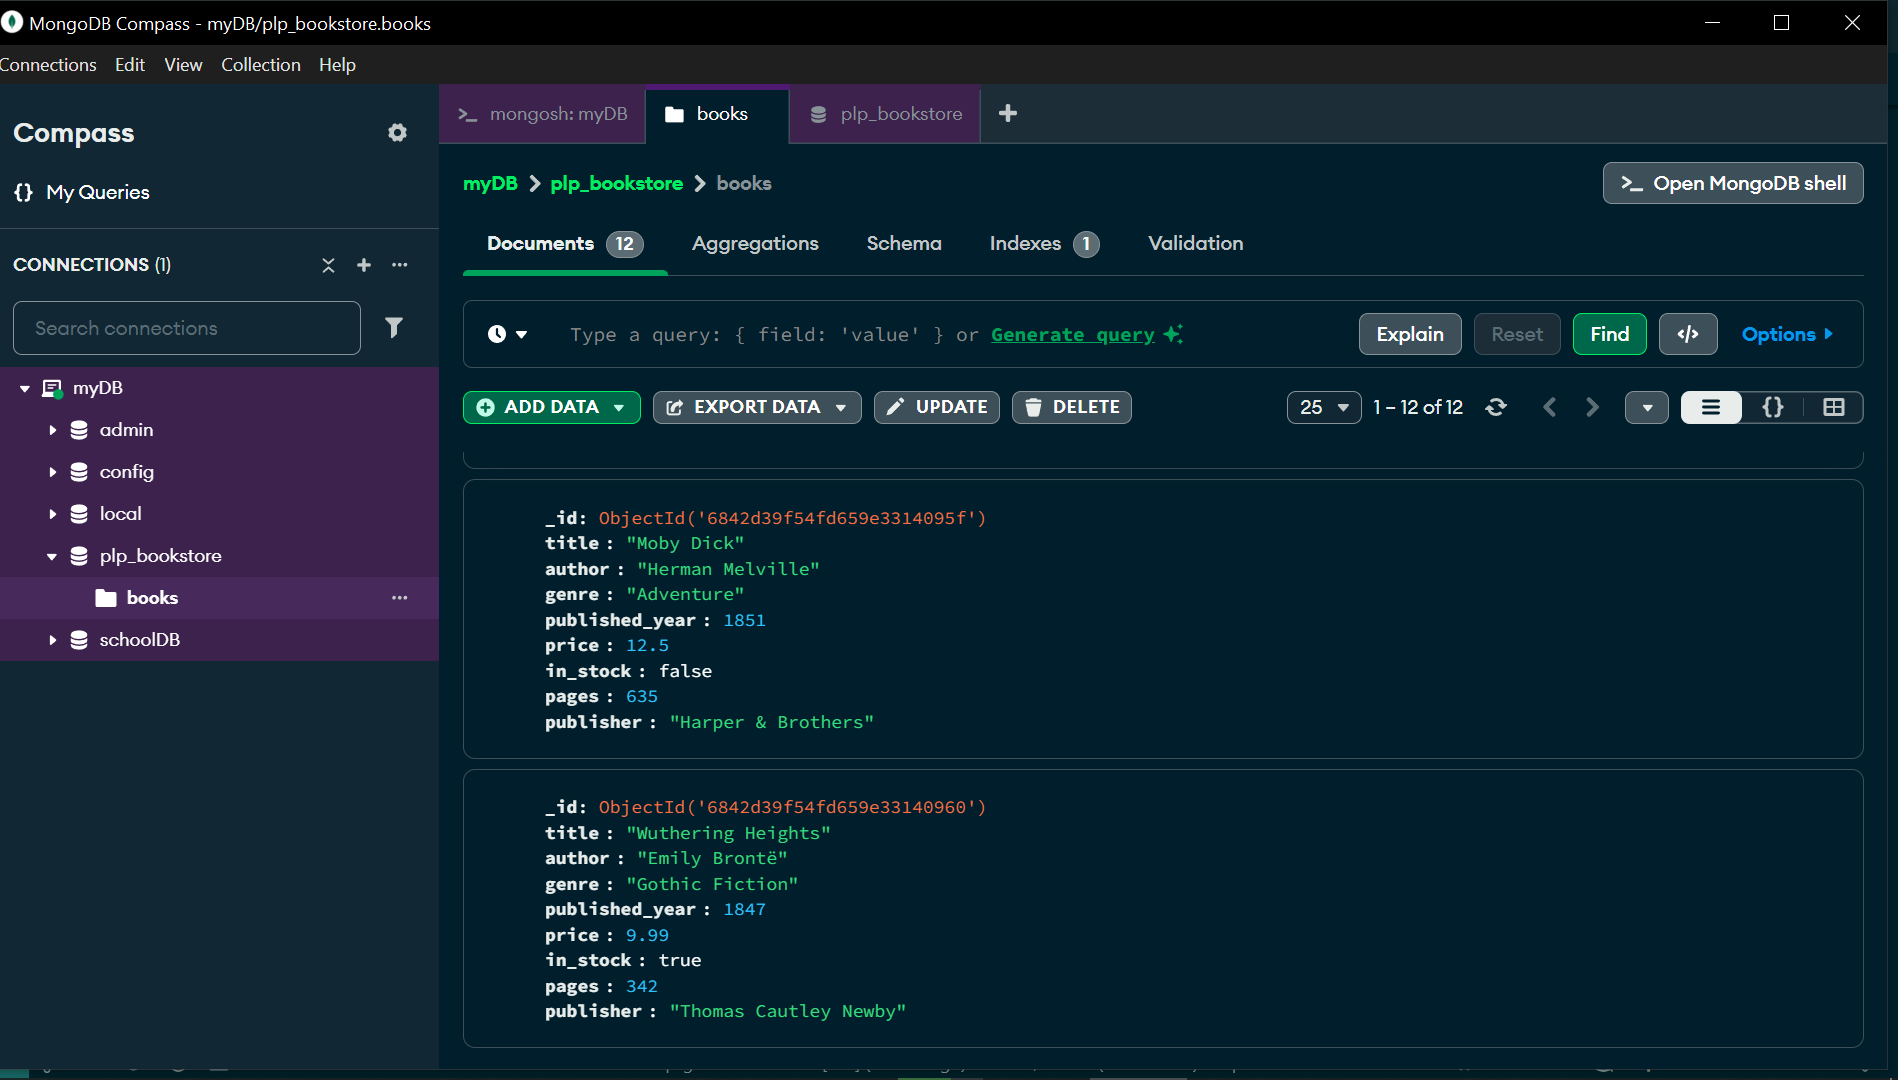 MongoDB Compass - myDB/plp_bookstore.books
Connections Edit View Collection Help
Compass
{} My Queries
CONNECTIONS (1)
Search connections
myDB
admin
config
local
plp_bookstore
books
schoolDB
>_ mongosh: myDB
books
plp_bookstore
myDB > plp_bookstore > books
>_ Open MongoDB shell
Documents 12 Aggregations Schema Indexes 1 Validation
Type a query: { field: 'value' } or Generate query
Explain Reset Find </> Options
ADD DATA EXPORT DATA UPDATE DELETE
25 1 – 12 of 12 {}
_id: ObjectId('6842d39f54fd659e3314095f')
title : "Moby Dick"
author : "Herman Melville"
genre : "Adventure"
published_year : 1851
price : 12.5
in_stock : false
pages : 635
publisher : "Harper & Brothers"
_id: ObjectId('6842d39f54fd659e33140960')
title : "Wuthering Heights"
author : "Emily Brontë"
genre : "Gothic Fiction"
published_year : 1847
price : 9.99
in_stock : true
pages : 342
publisher : "Thomas Cautley Newby"